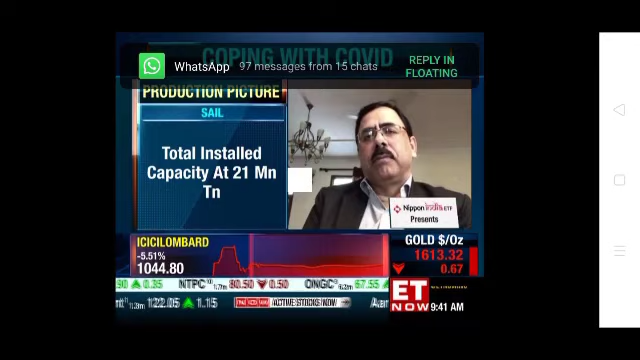 COPING WITH COVID
WhatsApp 97 messages from 15 chats
REPLY IN
FLOATING
PRODUCTION PICTURE
SAIL
Total Installed
Capacity At 21 Mn
Tn
Nippon india ETF
Presents
ICICILOMBARD
-5.51%
1044.80
GOLD $/Oz
1613.32
0.67
.90 0.35 NTPC 80.50 0.50 ONGC 67.55
122.05 1.15 ACTIVE STOCKS NOW
ET
NOW
9:41 AM